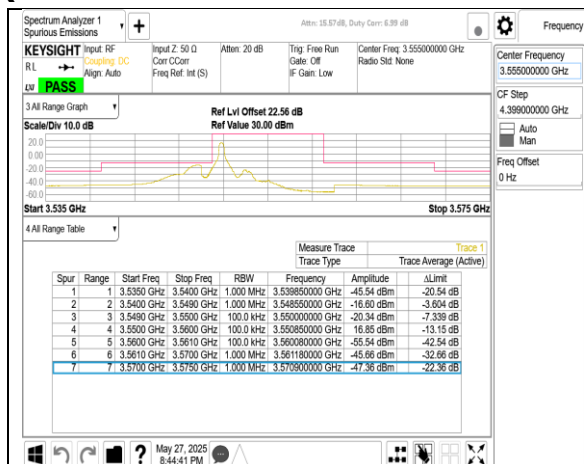 Spectrum Analyzer 1
Spurious Emissions
Attn: 15.57dB, Duty Corr: 6.99 dB
Frequency
KEYSIGHT Input: RF Input Z: 50 Ω Atten: 20 dB Trig: Free Run Center Freq: 3.555000000 GHz
RL Coupling: DC Corr CCorr Gate: Off Radio Std: None
Align: Auto Freq Ref: Int (S) IF Gain: Low
LXI PASS
Center Frequency
3.555000000 GHz
CF Step
4.399000000 GHz
Auto
Man
Freq Offset
0 Hz
3 All Range Graph
Ref Lvl Offset 22.56 dB
Scale/Div 10.0 dB Ref Value 30.00 dBm
20.0
0.00
-20.0
-40.0
-60.0
Start 3.535 GHz Stop 3.575 GHz
4 All Range Table
Measure Trace Trace 1
Trace Type Trace Average (Active)
Spur Range Start Freq Stop Freq RBW Frequency Amplitude ΔLimit
1 1 3.5350 GHz 3.5400 GHz 1.000 MHz 3.539850000 GHz -45.54 dBm -20.54 dB
2 2 3.5400 GHz 3.5490 GHz 1.000 MHz 3.548550000 GHz -16.60 dBm -3.604 dB
3 3 3.5490 GHz 3.5500 GHz 100.0 kHz 3.550000000 GHz -20.34 dBm -7.339 dB
4 4 3.5500 GHz 3.5600 GHz 100.0 kHz 3.550850000 GHz 16.85 dBm -13.15 dB
5 5 3.5600 GHz 3.5610 GHz 100.0 kHz 3.560080000 GHz -55.54 dBm -42.54 dB
6 6 3.5610 GHz 3.5700 GHz 1.000 MHz 3.561180000 GHz -45.66 dBm -32.66 dB
7 7 3.5700 GHz 3.5750 GHz 1.000 MHz 3.570900000 GHz -47.36 dBm -22.36 dB
May 27, 2025
8:44:41 PM